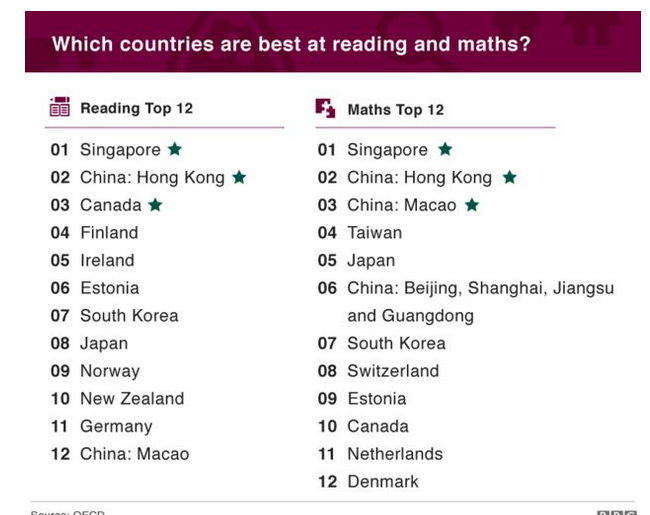 Which countries are best at reading and maths?
Reading Top 12
01 Singapore ★
02 China: Hong Kong ★
03 Canada ★
04 Finland
05 Ireland
06 Estonia
07 South Korea
08 Japan
09 Norway
10 New Zealand
11 Germany
12 China: Macao
Maths Top 12
01 Singapore ★
02 China: Hong Kong ★
03 China: Macao ★
04 Taiwan
05 Japan
06 China: Beijing, Shanghai, Jiangsu
and Guangdong
07 South Korea
08 Switzerland
09 Estonia
10 Canada
11 Netherlands
12 Denmark
Source: OECD
BBC